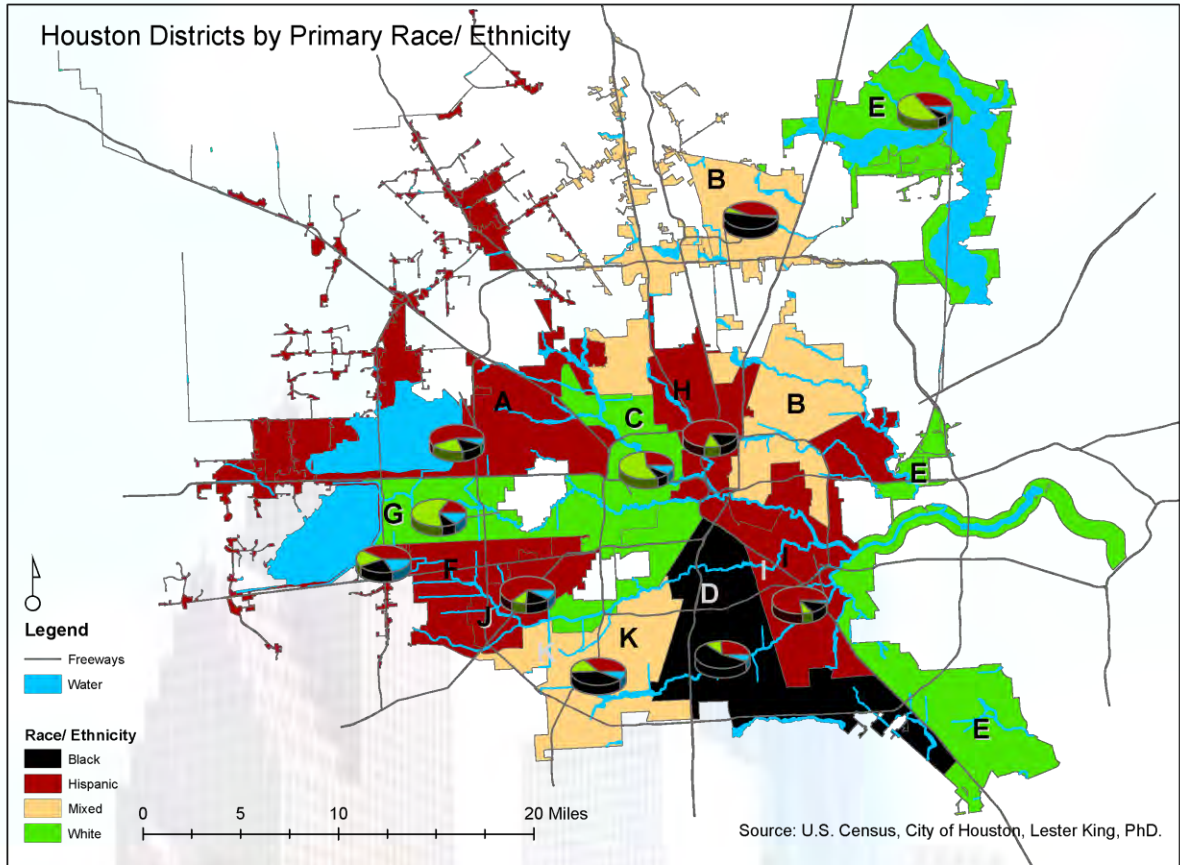 Houston Districts by Primary Race/ Ethnicity
E
B
A
H
C
B
E
G
F
I
I
D
J
K
K
E
Legend
Freeways
Water
Race/ Ethnicity
Black
Hispanic
Mixed
White
0 5 10 20 Miles
Source: U.S. Census, City of Houston, Lester King, PhD.